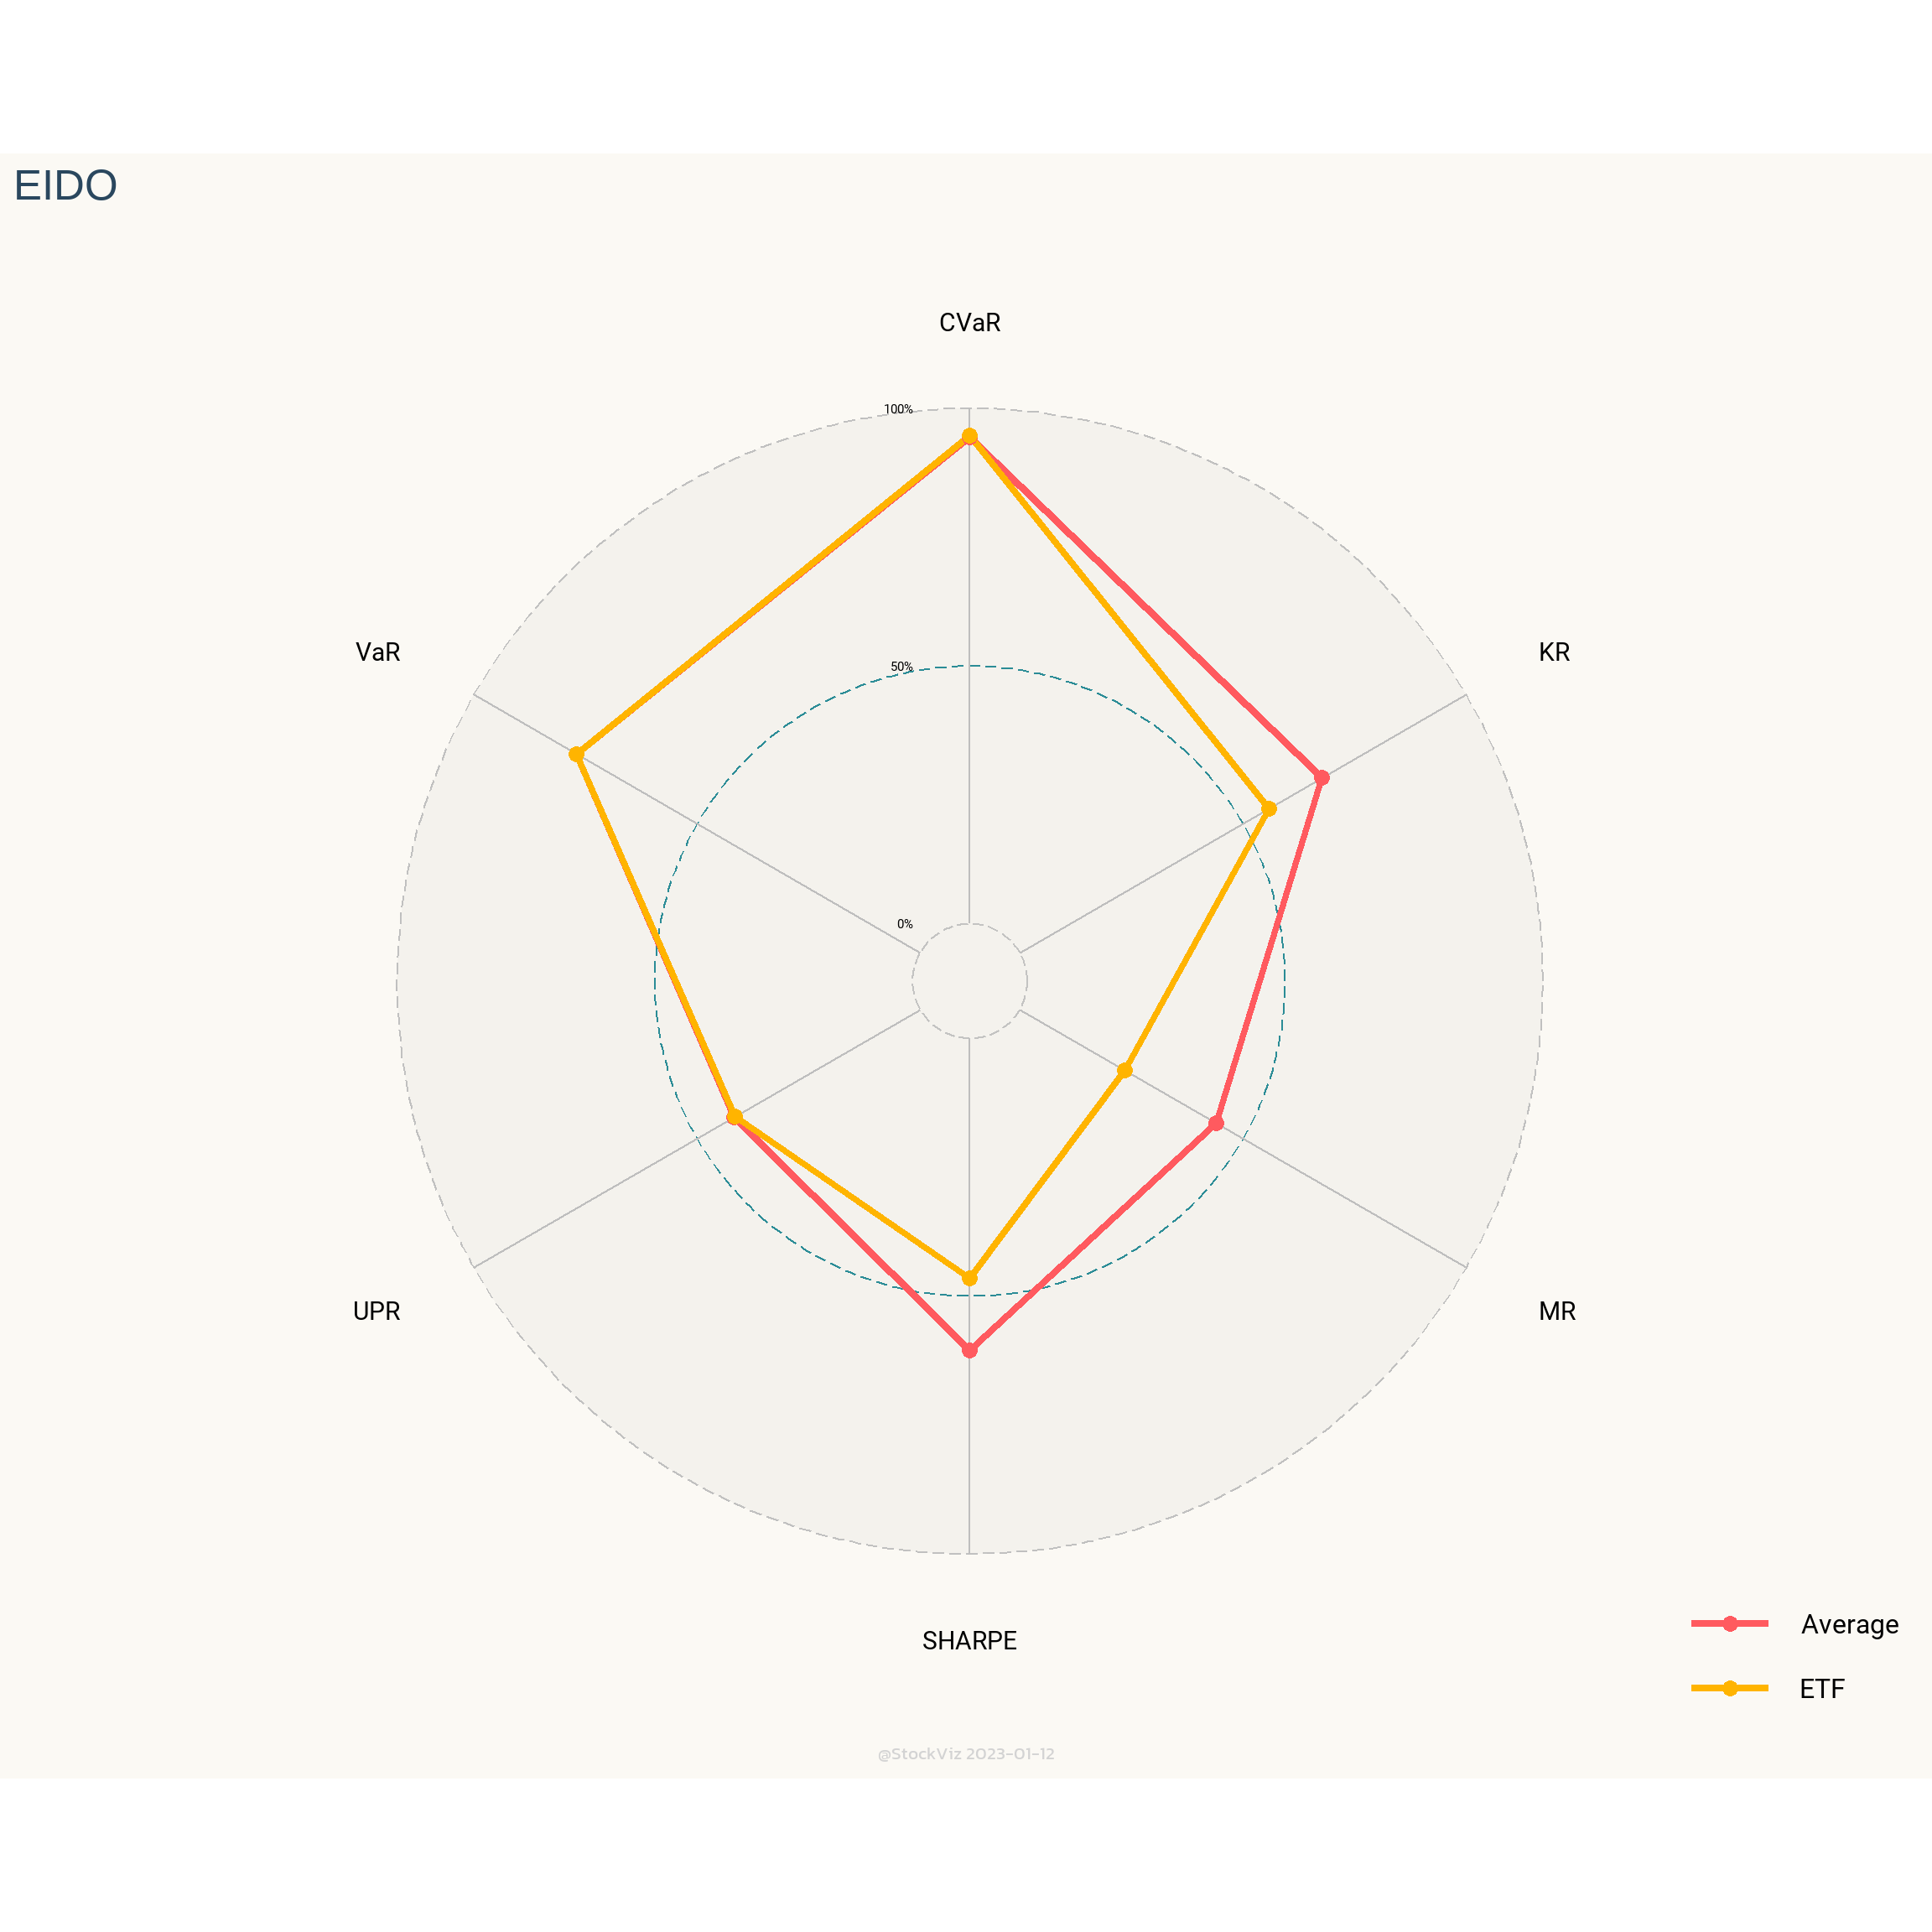 EIDO
CVaR
100%
VaR
KR
50%
0%
UPR
MR
SHARPE
Average
ETF
@StockViz 2023-01-12